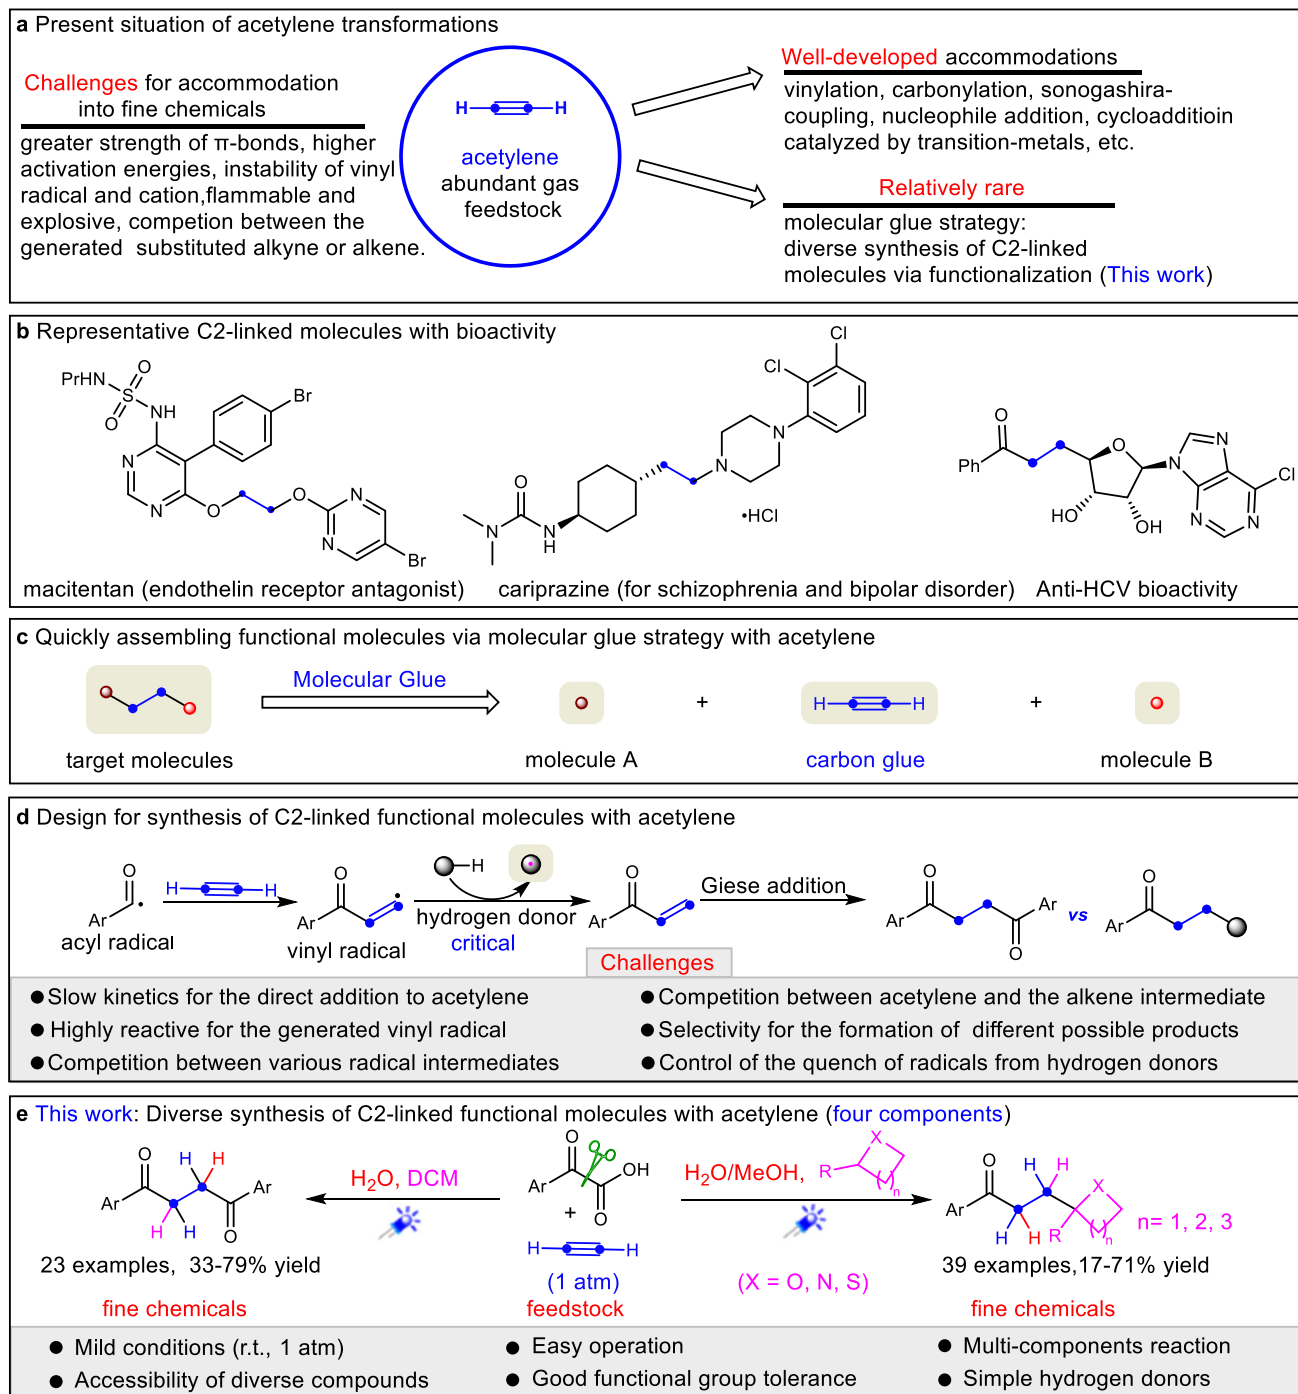 a Present situation of acetylene transformations
Challenges for accommodation
into fine chemicals
greater strength of π-bonds, higher
activation energies, instability of vinyl
radical and cation,flammable and
explosive, competion between the
generated substituted alkyne or alkene.
H H
acetylene
abundant gas
feedstock
Well-developed accommodations
vinylation, carbonylation, sonogashira-
coupling, nucleophile addition, cycloadditioin
catalyzed by transition-metals, etc.
Relatively rare
molecular glue strategy:
diverse synthesis of C2-linked
molecules via functionalization (This work)
b Representative C2-linked molecules with bioactivity
PrHN
O
S
O
NH
Br
N
N
O
O
N
N
Br
macitentan (endothelin receptor antagonist)
Cl
Cl
N
N
O
N
N
H
•HCl
cariprazine (for schizophrenia and bipolar disorder)
O
Ph
O
N
N
Cl
N
N
HO
OH
Anti-HCV bioactivity
c Quickly assembling functional molecules via molecular glue strategy with acetylene
Molecular Glue
+
H H
+
target molecules
molecule A
carbon glue
molecule B
d Design for synthesis of C2-linked functional molecules with acetylene
O
Ar
acyl radical
H H
O
Ar
vinyl radical
H
hydrogen donor
critical
O
Ar
Giese addition
O
Ar
Ar
O
vs
O
Ar
Challenges
●Slow kinetics for the direct addition to acetylene
● Highly reactive for the generated vinyl radical
● Competition between various radical intermediates
● Competition between acetylene and the alkene intermediate
● Selectivity for the formation of different possible products
● Control of the quench of radicals from hydrogen donors
e This work: Diverse synthesis of C2-linked functional molecules with acetylene (four components)
O
H H
Ar
Ar
H H
O
23 examples, 33-79% yield
fine chemicals
H2O, DCM
O
OH
Ar
O
+
H H
(1 atm)
feedstock
H2O/MeOH,
X
R
n
(X = O, N, S)
O
H H
X
Ar
H H
R
n
n= 1, 2, 3
39 examples,17-71% yield
fine chemicals
● Mild conditions (r.t., 1 atm)
● Accessibility of diverse compounds
● Easy operation
● Good functional group tolerance
● Multi-components reaction
● Simple hydrogen donors